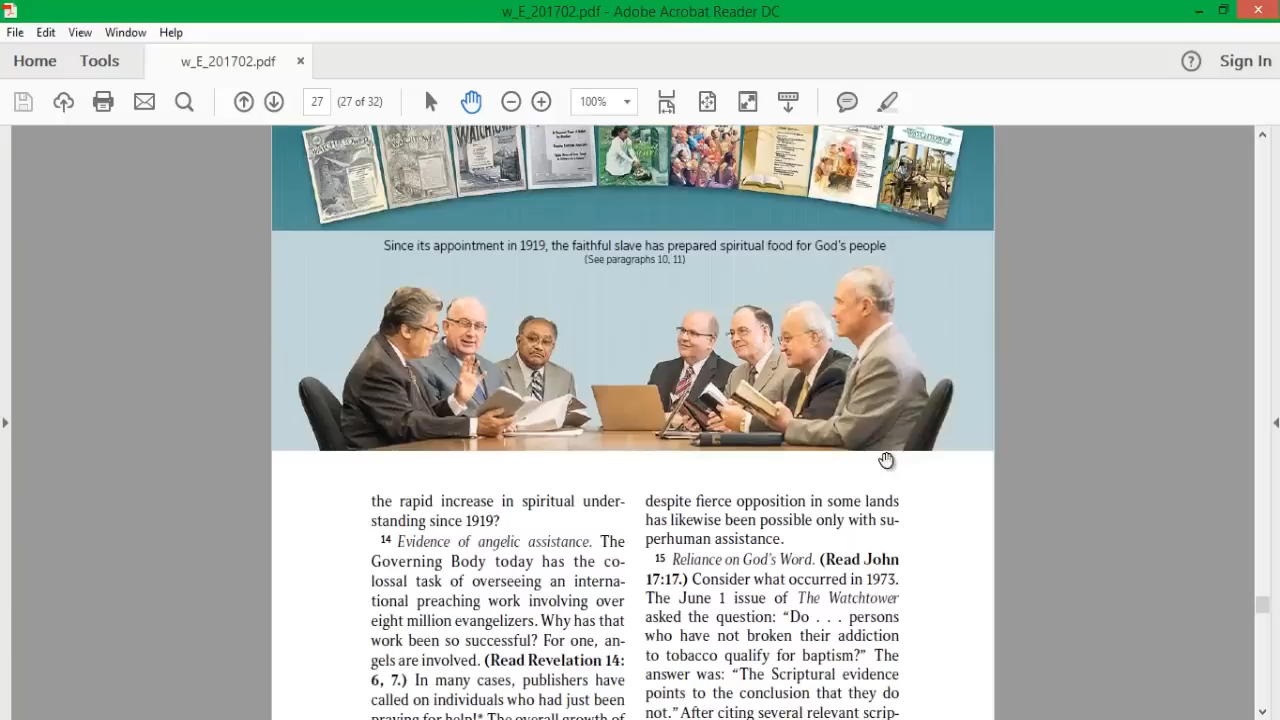 w_E_201702.pdf - Adobe Acrobat Reader DC
File Edit View Window Help
Home Tools w_E_201702.pdf × ? Sign In
27 (27 of 32) 100%
WATCHTOWER
Since its appointment in 1919, the faithful slave has prepared spiritual food for God’s people
(See paragraphs 10, 11)
the rapid increase in spiritual under-
standing since 1919?
14 Evidence of angelic assistance. The
Governing Body today has the co-
lossal task of overseeing an interna-
tional preaching work involving over
eight million evangelizers. Why has that
work been so successful? For one, an-
gels are involved. (Read Revelation 14:
6, 7.) In many cases, publishers have
called on individuals who had just been
praying for help!* The overall growth of
despite fierce opposition in some lands
has likewise been possible only with su-
perhuman assistance.
15 Reliance on God’s Word. (Read John
17:17.) Consider what occurred in 1973.
The June 1 issue of The Watchtower
asked the question: “Do . . . persons
who have not broken their addiction
to tobacco qualify for baptism?” The
answer was: “The Scriptural evidence
points to the conclusion that they do
not.” After citing several relevant scrip-